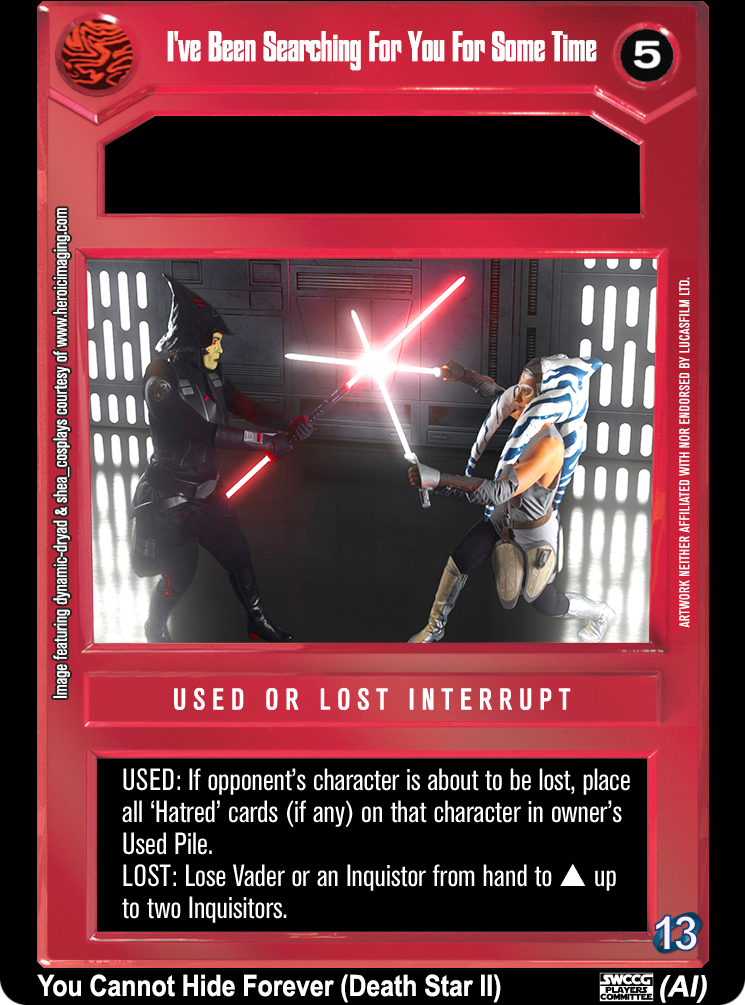 I've Been Searching For You For Some Time
5
Image featuring dynamic-dryad & shea_cosplays courtesy of www.heroicimaging.com
ARTWORK NEITHER AFFILIATED WITH NOR ENDORSED BY LUCASFILM LTD.
USED OR LOST INTERRUPT
USED: If opponent's character is about to be lost, place
all ‘Hatred’ cards (if any) on that character in owner's
Used Pile.
LOST: Lose Vader or an Inquistor from hand to ▲ up
to two Inquisitors.
13
You Cannot Hide Forever (Death Star II)
SWCCG
PLAYERS
COMMITTEE
(AI)